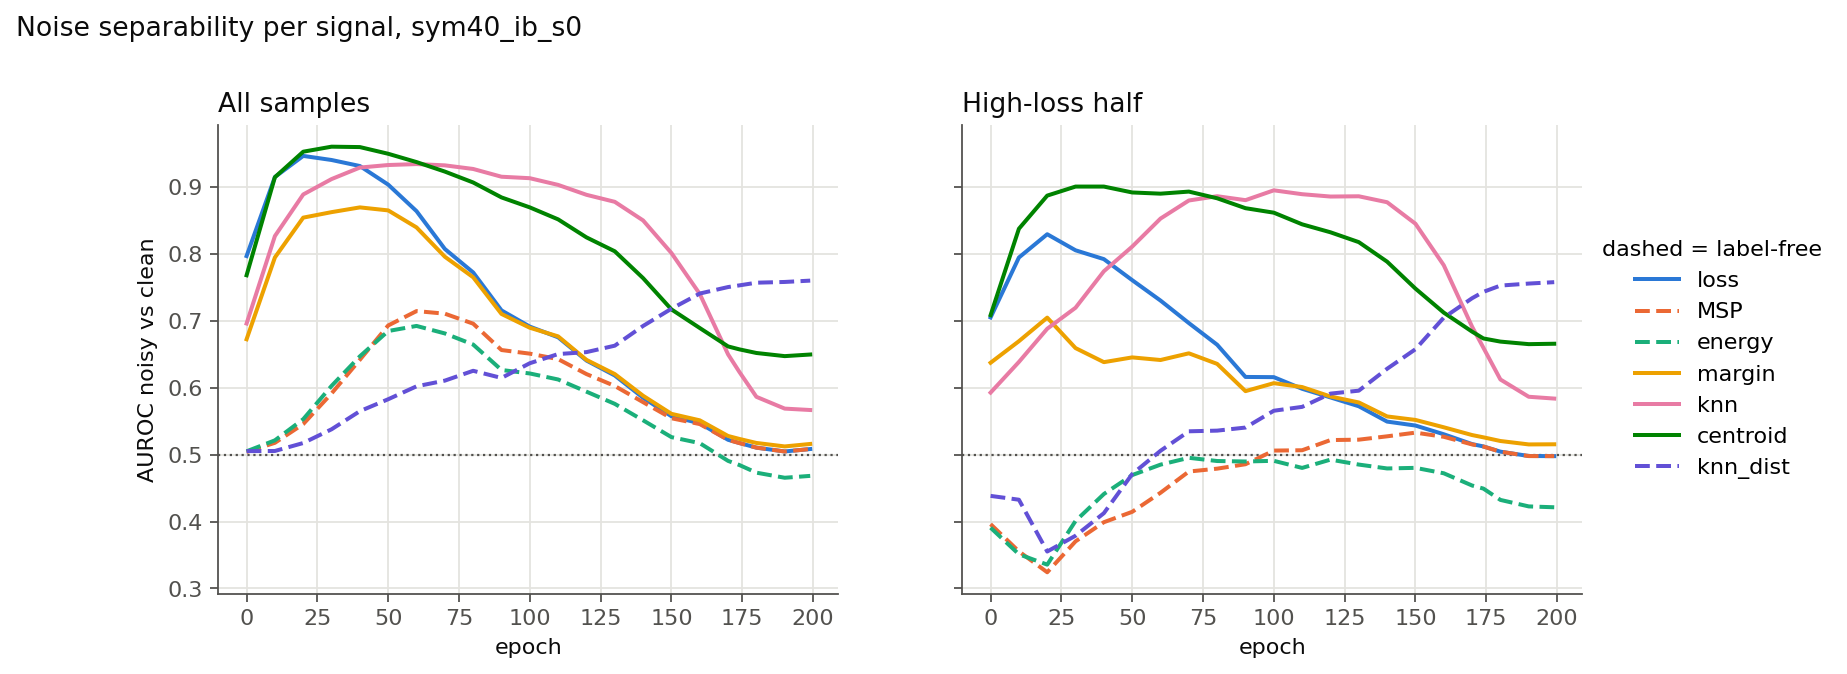 Noise separability per signal, sym40_ib_s0
All samples
High-loss half
AUROC noisy vs clean
0.9
0.8
0.7
0.6
0.5
0.4
0.3
0 25 50 75 100 125 150 175 200
epoch
0 25 50 75 100 125 150 175 200
epoch
dashed = label-free
loss
MSP
energy
margin
knn
centroid
knn_dist